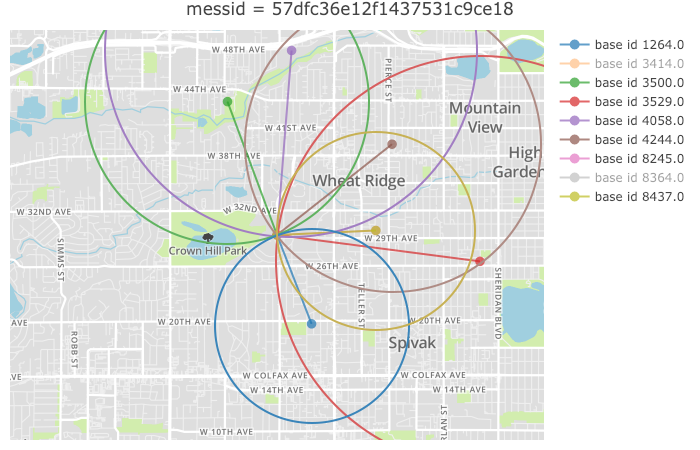 messid = 57dfc36e12f1437531c9ce18
W 48TH AVE
PIERCE ST
W 44TH AVE
Mountain
View
W 41ST AVE
W 38TH AVE
High
Garden
Wheat Ridge
W 32ND AVE
W 32ND AVE
W 29TH AVE
Crown Hill Park
SIMMS ST
W 26TH AVE
TELLER ST
SHERIDAN BLVD
AVE
W 20TH AVE
W 20TH AVE
ROBB ST
Spivak
VE
W COLFAX AVE
W COLFAX AVE
W 14TH AVE
W 14TH AVE
RLAN ST
W 10TH AVE
base id 1264.0
base id 3414.0
base id 3500.0
base id 3529.0
base id 4058.0
base id 4244.0
base id 8245.0
base id 8364.0
base id 8437.0